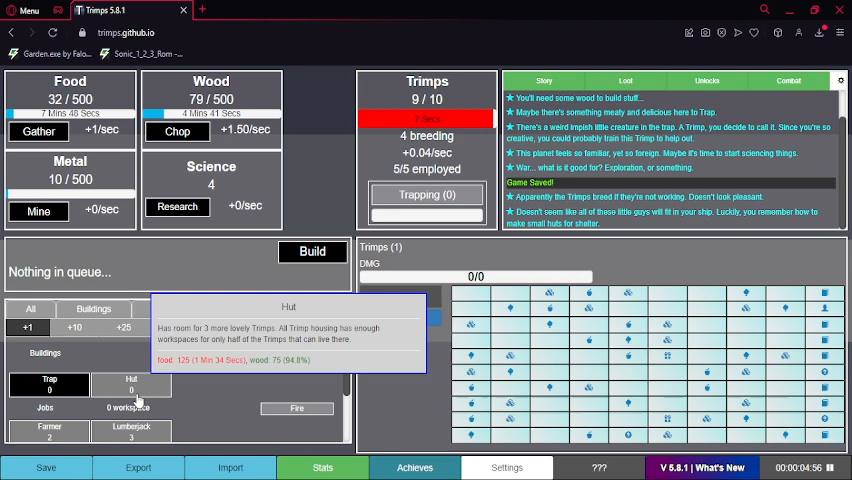 Menu
Trimps 5.8.1
trimps.github.io
Garden.exe by Falo...
Sonic_1_2_3_Rom -...
Food
32 / 500
7 Mins 48 Secs
Gather
+1/sec
Wood
79 / 500
4 Mins 41 Secs
Chop
+1.50/sec
Metal
10 / 500
Mine
+0/sec
Science
4
Research
+0/sec
Trimps
9 / 10
7 Secs
4 breeding
+0.04/sec
5/5 employed
Trapping (0)
Story
Loot
Unlocks
Combat
You'll need some wood to build stuff...
Maybe there's something meaty and delicious here to Trap.
There's a weird impish little creature in the trap. A Trimp, you decide to call it. Since you're so
creative, you could probably train this Trimp to help out.
This planet feels so familiar, yet so foreign. Maybe it's time to start sciencing things.
War... what is it good for? Exploration, or something.
Game Saved!
Apparently the Trimps breed if they're not working. Doesn't look pleasant.
Doesn't seem like all of these little guys will fit in your ship. Luckily, you remember how to
make small huts for shelter.
Build
Nothing in queue...
Trimps (1)
DMG
0/0
All
Buildings
+1
+10
+25
Hut
Has room for 3 more lovely Trimps. All Trimp housing has enough
workspaces for only half of the Trimps that can live there.
food: 125 (1 Min 34 Secs), wood: 75 (94.8%)
Buildings
Trap
0
Hut
0
Jobs
0 workspace
Fire
Farmer
2
Lumberjack
3
Save
Export
Import
Stats
Achieves
Settings
???
V 5.8.1 | What's New
00:00:04:56